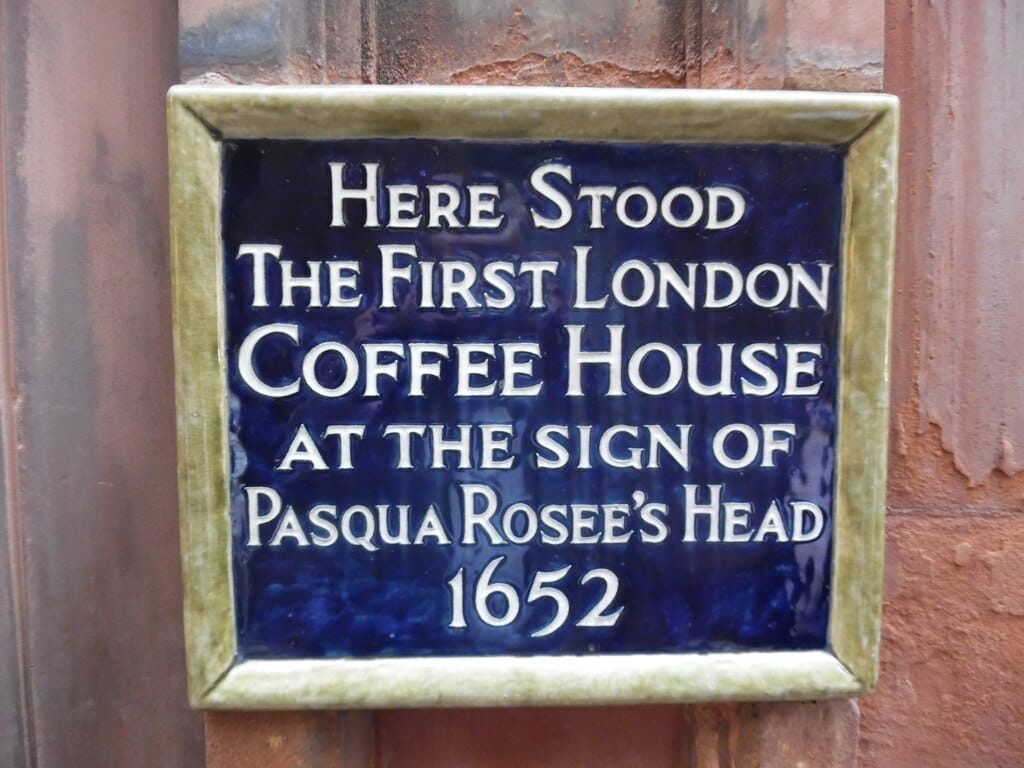 Here Stood
The First London
Coffee House
at the sign of
Pasqua Rosee's Head
1652